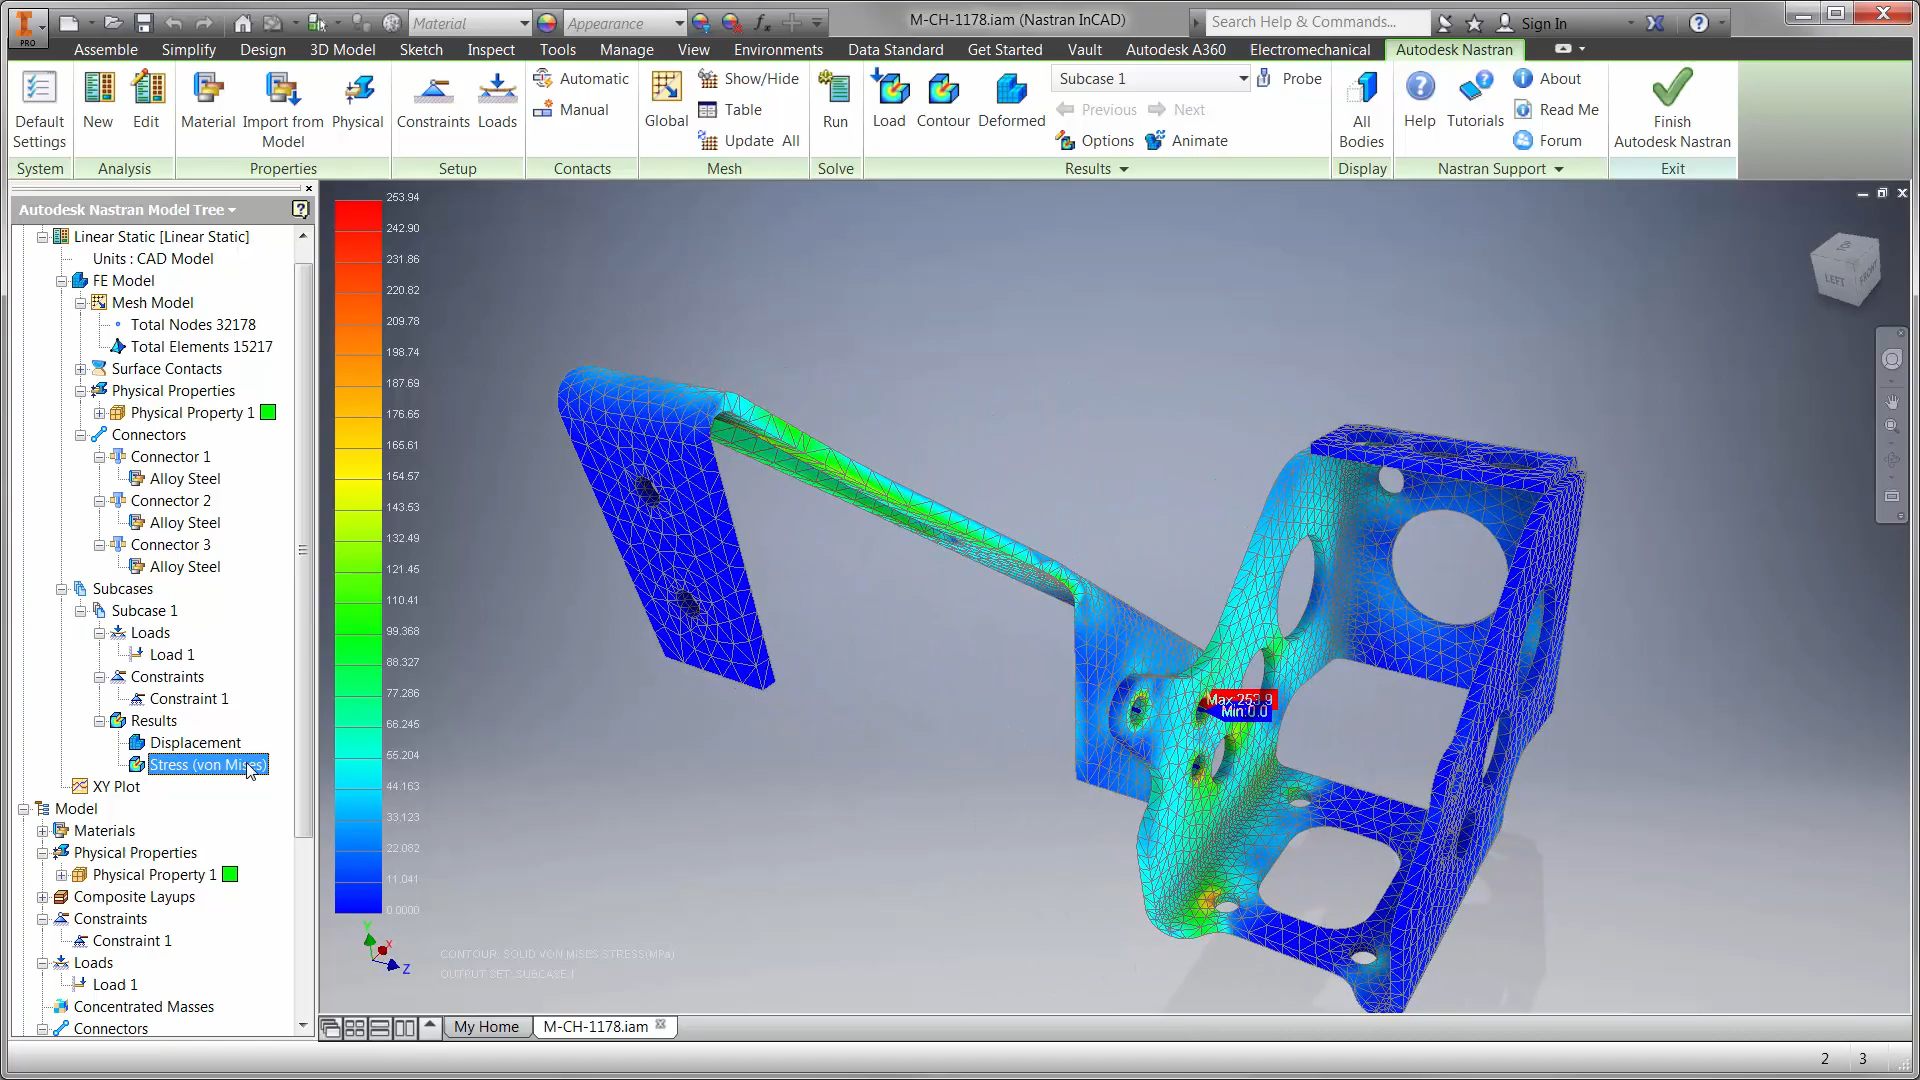 PRO
Material
Appearance
M-CH-1178.iam (Nastran InCAD)
Search Help & Commands...
Sign In
Assemble Simplify Design 3D Model Sketch Inspect Tools Manage View Environments Data Standard Get Started Vault Autodesk A360 Electromechanical Autodesk Nastran
Default Settings
New
Edit
Material
Import from Model
Physical
Constraints
Loads
Automatic
Manual
Global
Show/Hide
Table
Update All
Run
Load
Contour
Deformed
Subcase 1
Probe
Previous
Next
Options
Animate
All Bodies
Help
Tutorials
About
Read Me
Forum
Finish Autodesk Nastran
System Analysis Properties Setup Contacts Mesh Solve Results Display Nastran Support Exit
Autodesk Nastran Model Tree
Linear Static [Linear Static]
Units : CAD Model
FE Model
Mesh Model
Total Nodes 32178
Total Elements 15217
Surface Contacts
Physical Properties
Physical Property 1
Connectors
Connector 1
Alloy Steel
Connector 2
Alloy Steel
Connector 3
Alloy Steel
Subcases
Subcase 1
Loads
Load 1
Constraints
Constraint 1
Results
Displacement
Stress (von Mises)
XY Plot
Model
Materials
Physical Properties
Physical Property 1
Composite Layups
Constraints
Constraint 1
Loads
Load 1
Concentrated Masses
Connectors
253.94
242.90
231.86
220.82
209.78
198.74
187.69
176.65
166.61
154.57
143.53
132.49
121.45
110.41
99.368
88.327
77.286
66.245
55.204
44.163
33.123
22.082
11.041
0.0000
Max:253.9
Min:0.0
TOP
LEFT
FRONT
Y
X
Z
CONTOUR: SOLID VON MISES STRESS(MPa)
OUTPUT SET: SUBCASE 1
My Home
M-CH-1178.iam
2 3